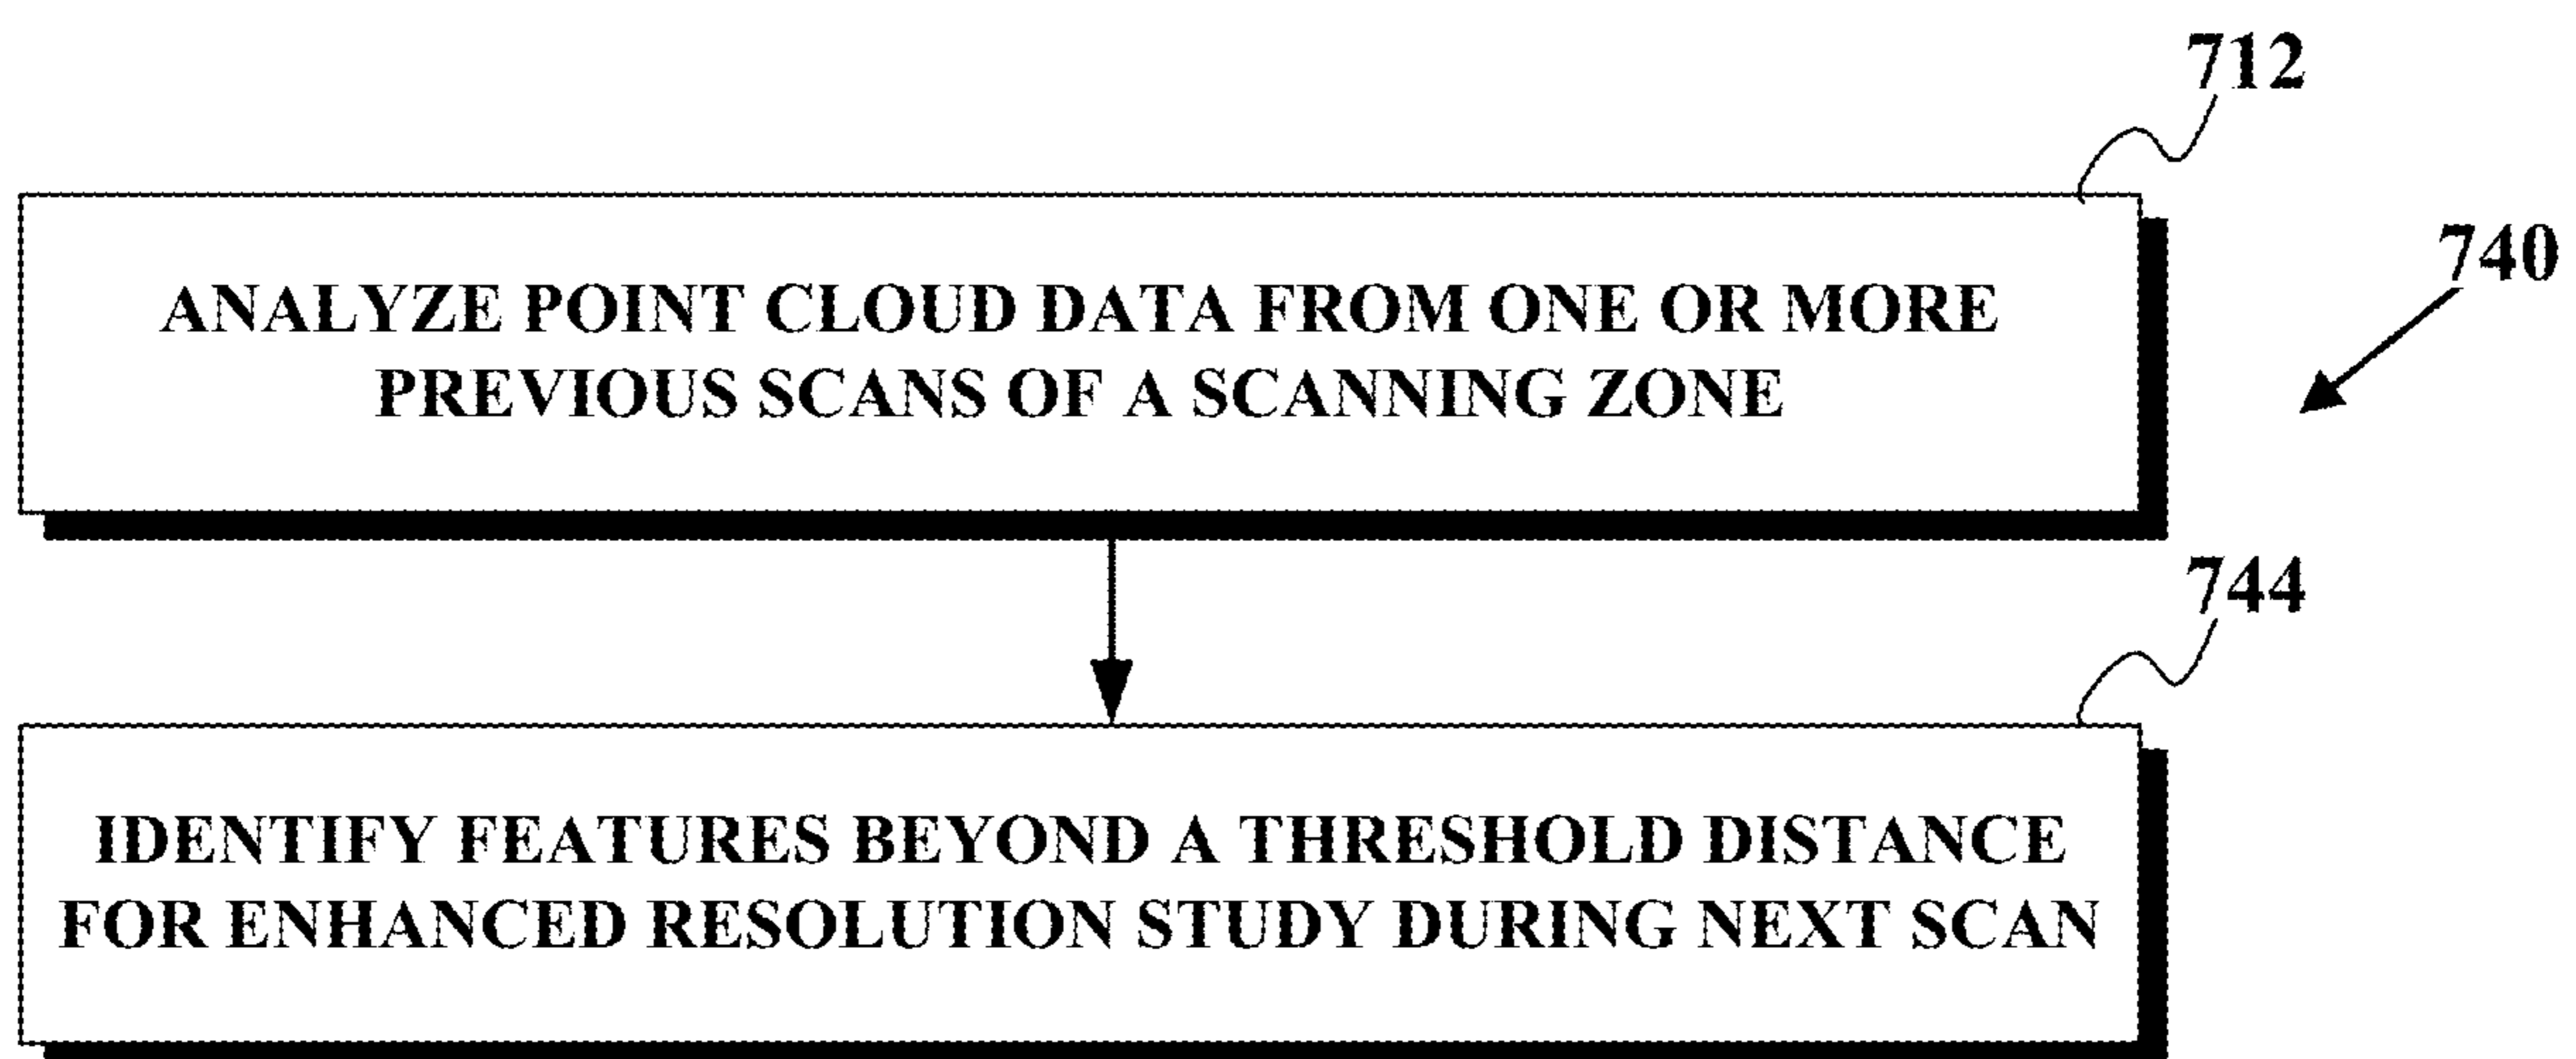 712
740
ANALYZE POINT CLOUD DATA FROM ONE OR MORE
PREVIOUS SCANS OF A SCANNING ZONE
744
IDENTIFY FEATURES BEYOND A THRESHOLD DISTANCE
FOR ENHANCED RESOLUTION STUDY DURING NEXT SCAN